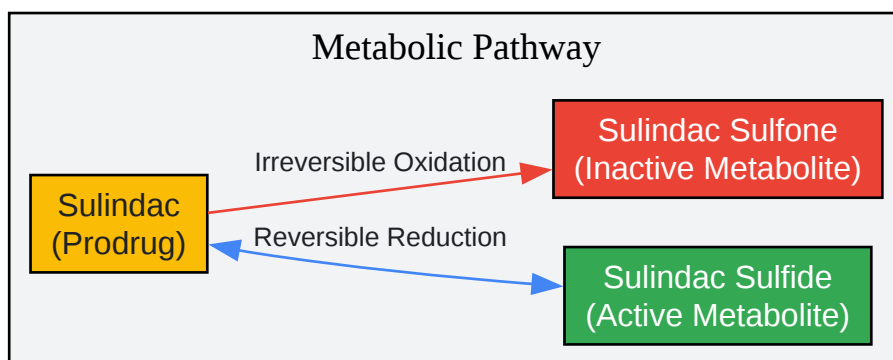 Metabolic Pathway
Sulindac Sulfone
(Inactive Metabolite)
Irreversible Oxidation
Sulindac
(Prodrug)
Reversible Reduction
Sulindac Sulfide
(Active Metabolite)